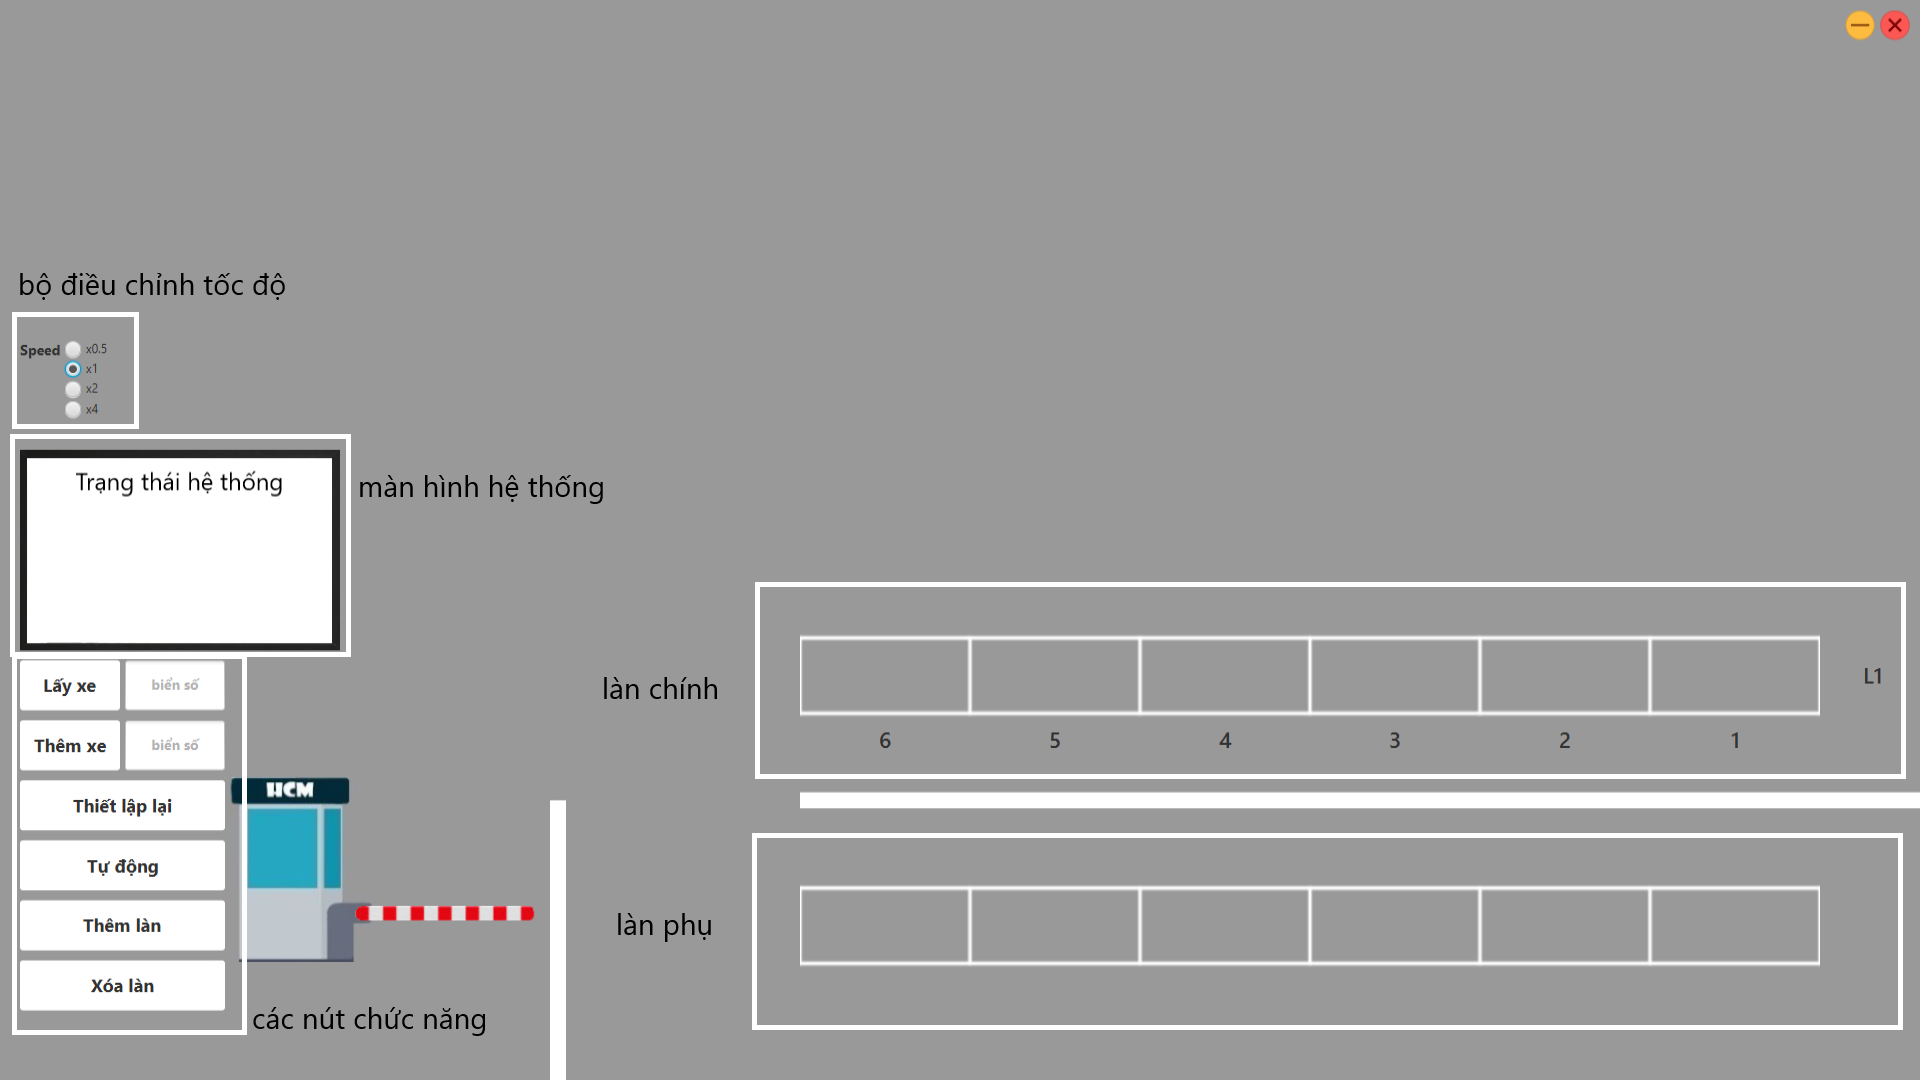 bộ điều chỉnh tốc độ
Speed
x0.5
x1
x2
x4
Trạng thái hệ thống
màn hình hệ thống
Lấy xe
biển số
Thêm xe
biển số
Thiết lập lại
Tự động
Thêm làn
Xóa làn
các nút chức năng
HCM
làn chính
L1
6 5 4 3 2 1
làn phụ